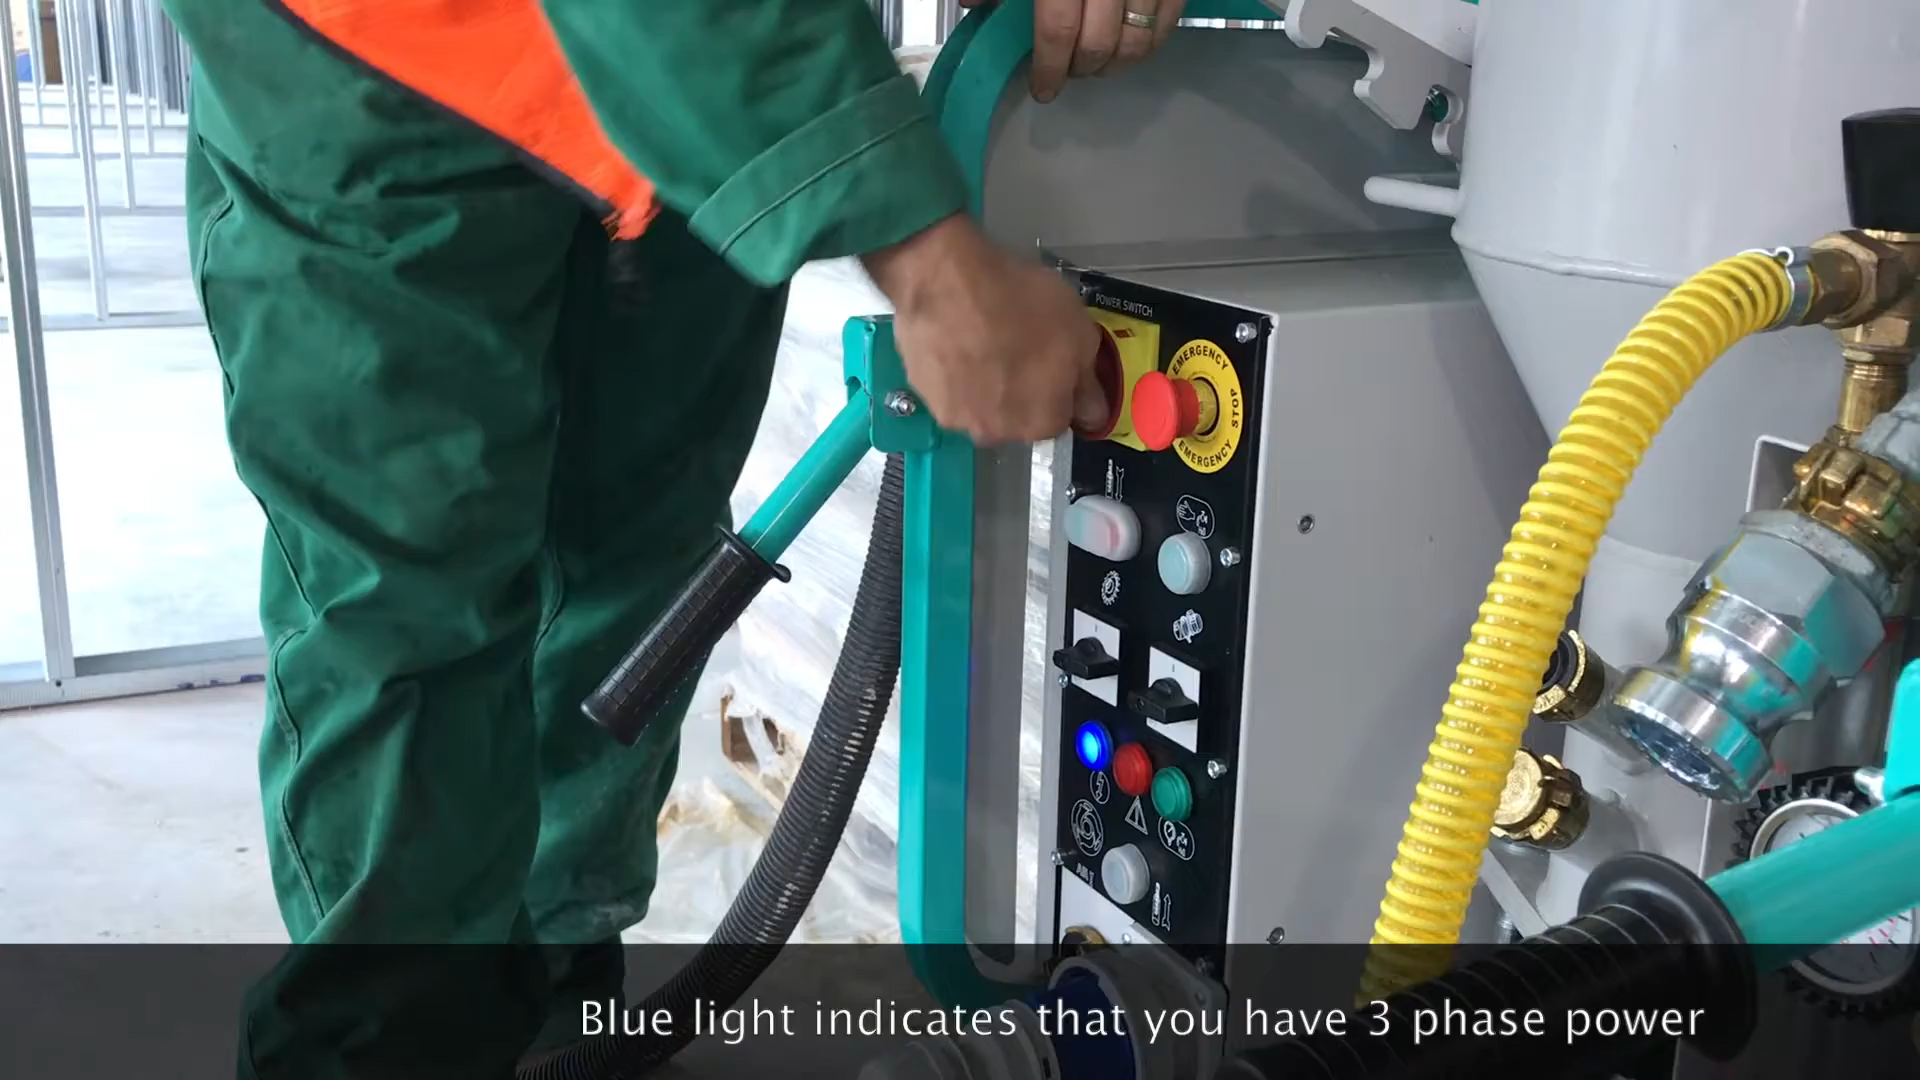 POWER SWITCH
EMERGENCY
STOP
EMERGENCY
Blue light indicates that you have 3 phase power